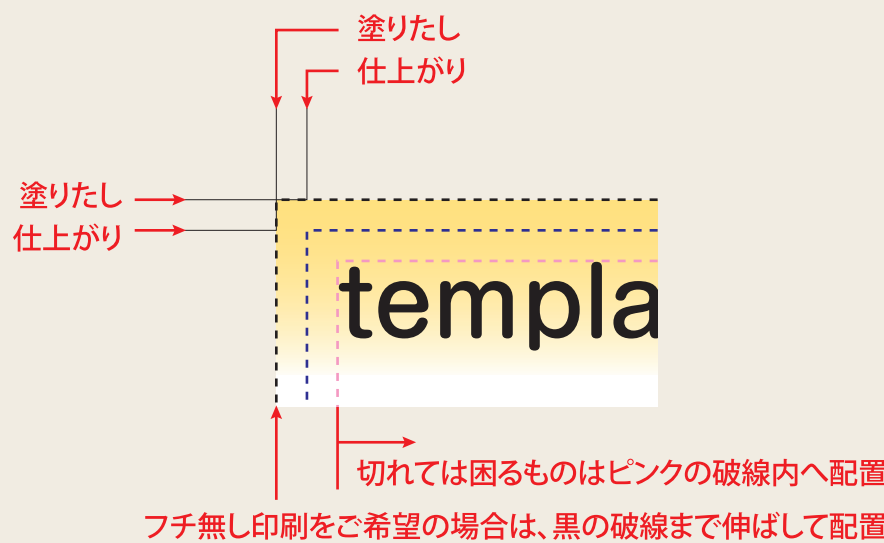 塗りたし
仕上がり
塗りたし
仕上がり
templa
切れては困るものはピンクの破線内へ配置
フチ無し印刷をご希望の場合は、黒の破線まで伸ばして配置